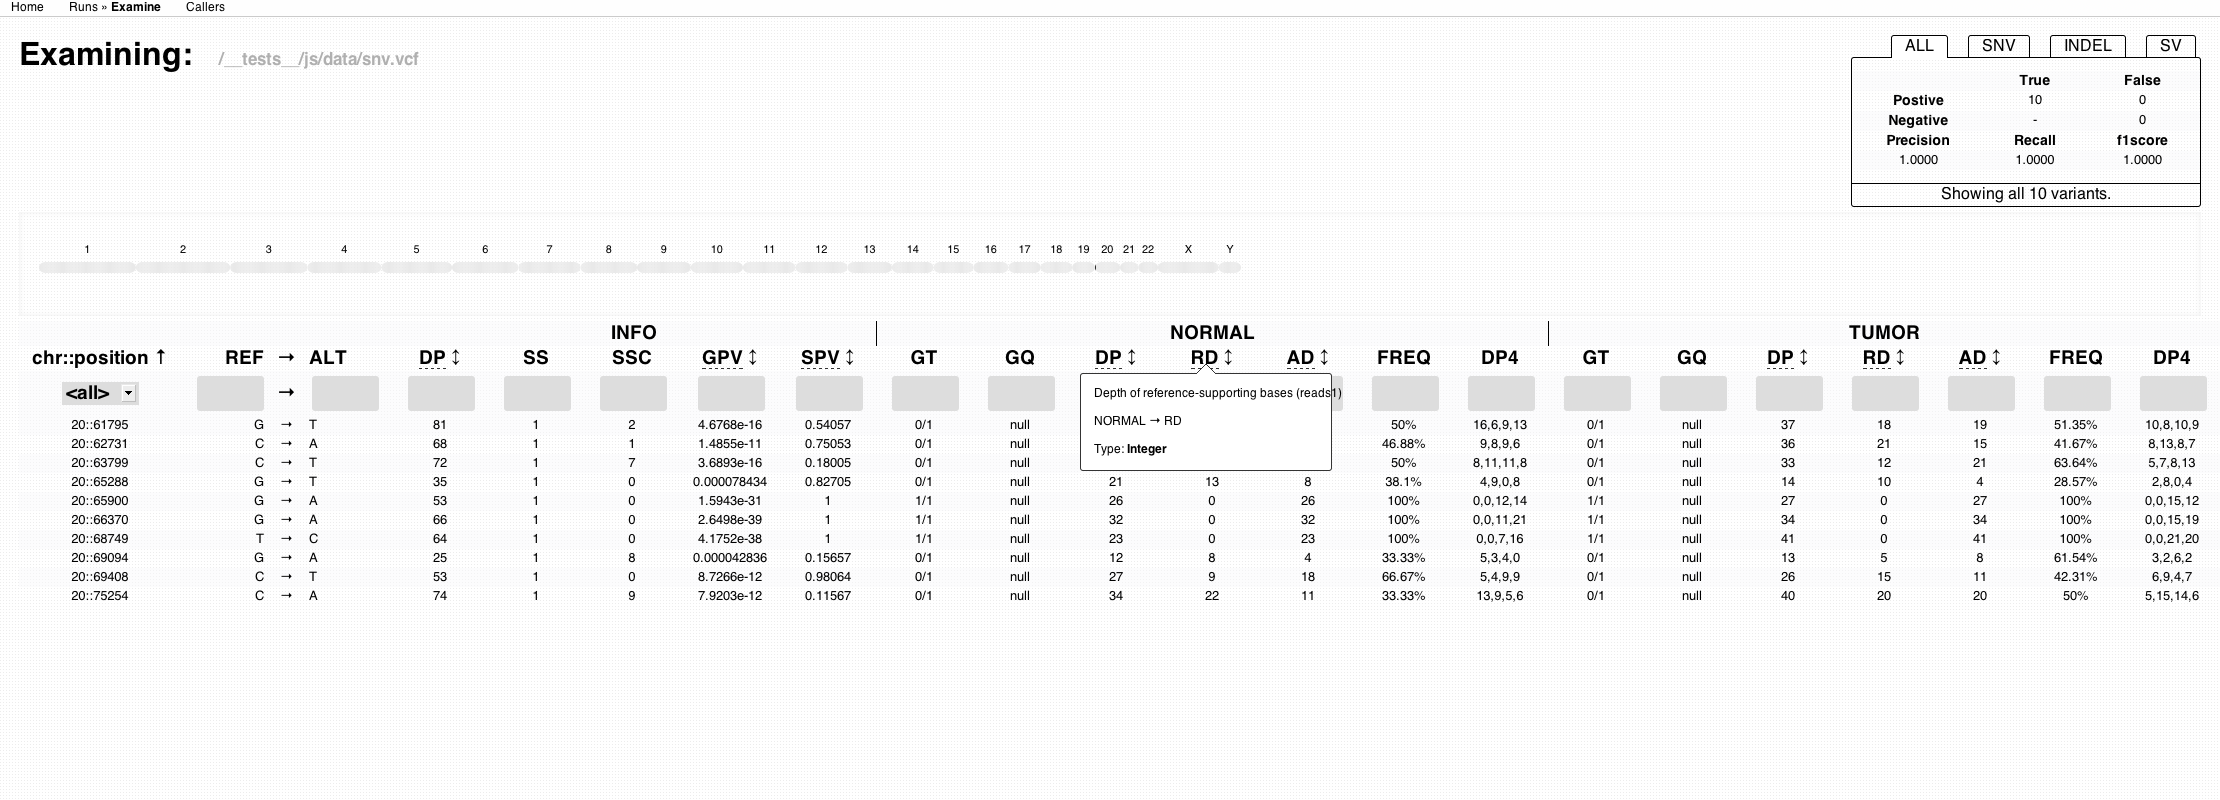 Home Runs » Examine Callers
Examining: /__tests__/js/data/snv.vcf
ALL SNV INDEL SV
True False
Postive 10 0
Negative - 0
Precision Recall f1score
1.0000 1.0000 1.0000
Showing all 10 variants.
1 2 3 4 5 6 7 8 9 10 11 12 13 14 15 16 17 18 19 20 21 22 X Y
INFO NORMAL TUMOR
chr::position ↑ REF → ALT DP ↕ SS SSC GPV ↕ SPV ↕ GT GQ DP ↕ RD ↕ AD ↕ FREQ DP4 GT GQ DP ↕ RD ↕ AD ↕ FREQ DP4
<all> →
Depth of reference-supporting bases (reads1)
NORMAL → RD
Type: Integer
20::61795 G → T 81 1 2 4.6768e-16 0.54057 0/1 null 50% 16,6,9,13 0/1 null 37 18 19 51.35% 10,8,10,9
20::62731 C → A 68 1 1 1.4855e-11 0.75053 0/1 null 46.88% 9,8,9,6 0/1 null 36 21 15 41.67% 8,13,8,7
20::63799 C → T 72 1 7 3.6893e-16 0.18005 0/1 null 50% 8,11,11,8 0/1 null 33 12 21 63.64% 5,7,8,13
20::65288 G → T 35 1 0 0.000078434 0.82705 0/1 null 21 13 8 38.1% 4,9,0,8 0/1 null 14 10 4 28.57% 2,8,0,4
20::65900 G → A 53 1 0 1.5943e-31 1 1/1 null 26 0 26 100% 0,0,12,14 1/1 null 27 0 27 100% 0,0,15,12
20::66370 G → A 66 1 0 2.6498e-39 1 1/1 null 32 0 32 100% 0,0,11,21 1/1 null 34 0 34 100% 0,0,15,19
20::68749 T → C 64 1 0 4.1752e-38 1 1/1 null 23 0 23 100% 0,0,7,16 1/1 null 41 0 41 100% 0,0,21,20
20::69094 G → A 25 1 8 0.000042836 0.15657 0/1 null 12 8 4 33.33% 5,3,4,0 0/1 null 13 5 8 61.54% 3,2,6,2
20::69408 C → T 53 1 0 8.7266e-12 0.98064 0/1 null 27 9 18 66.67% 5,4,9,9 0/1 null 26 15 11 42.31% 6,9,4,7
20::75254 C → A 74 1 9 7.9203e-12 0.11567 0/1 null 34 22 11 33.33% 13,9,5,6 0/1 null 40 20 20 50% 5,15,14,6